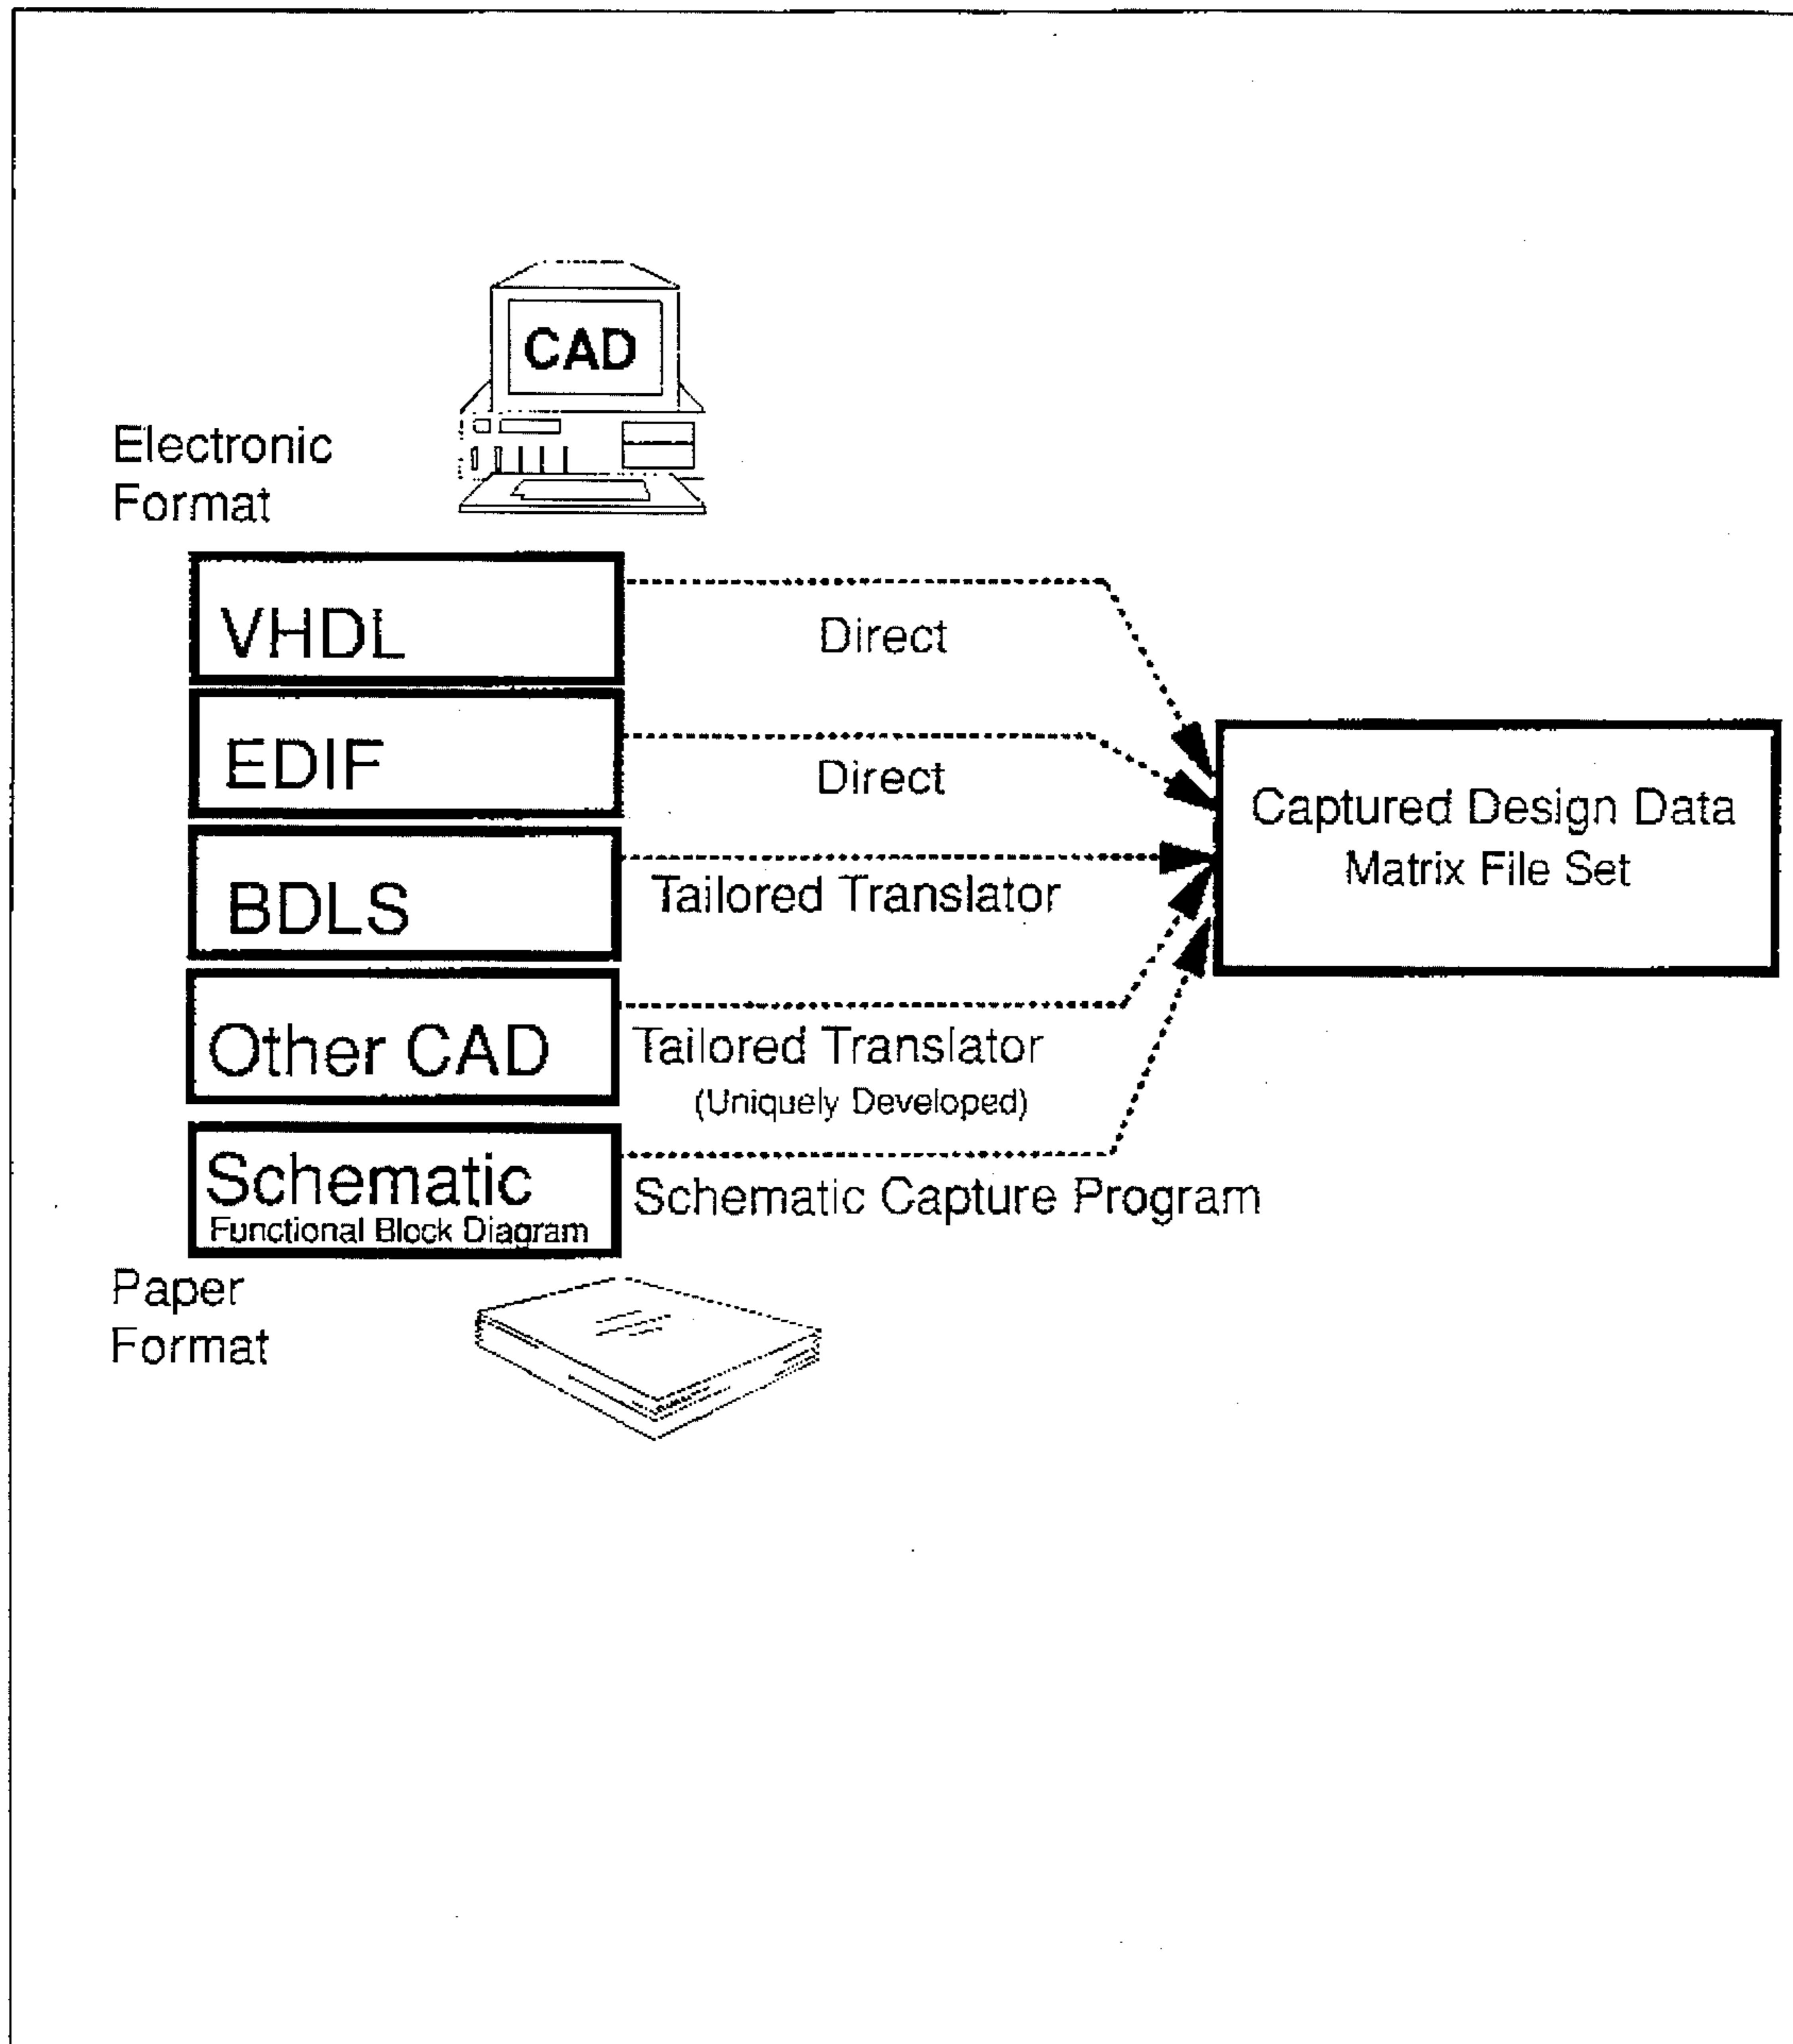 CAD
Electronic
Format
VHDL
Direct
EDIF
Direct
Captured Design Data
Matrix File Set
BDLS
Tailored Translator
Other CAD
Tailored Translator
(Uniquely Developed)
Schematic
Functional Block Diagram
Schematic Capture Program
Paper
Format